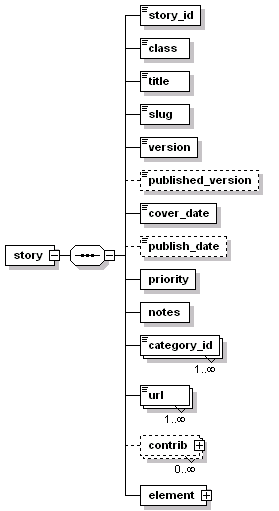 story_id
class
title
slug
version
published_version
cover_date
publish_date
story
priority
notes
category_id
1..∞
url
1..∞
contrib
0..∞
element